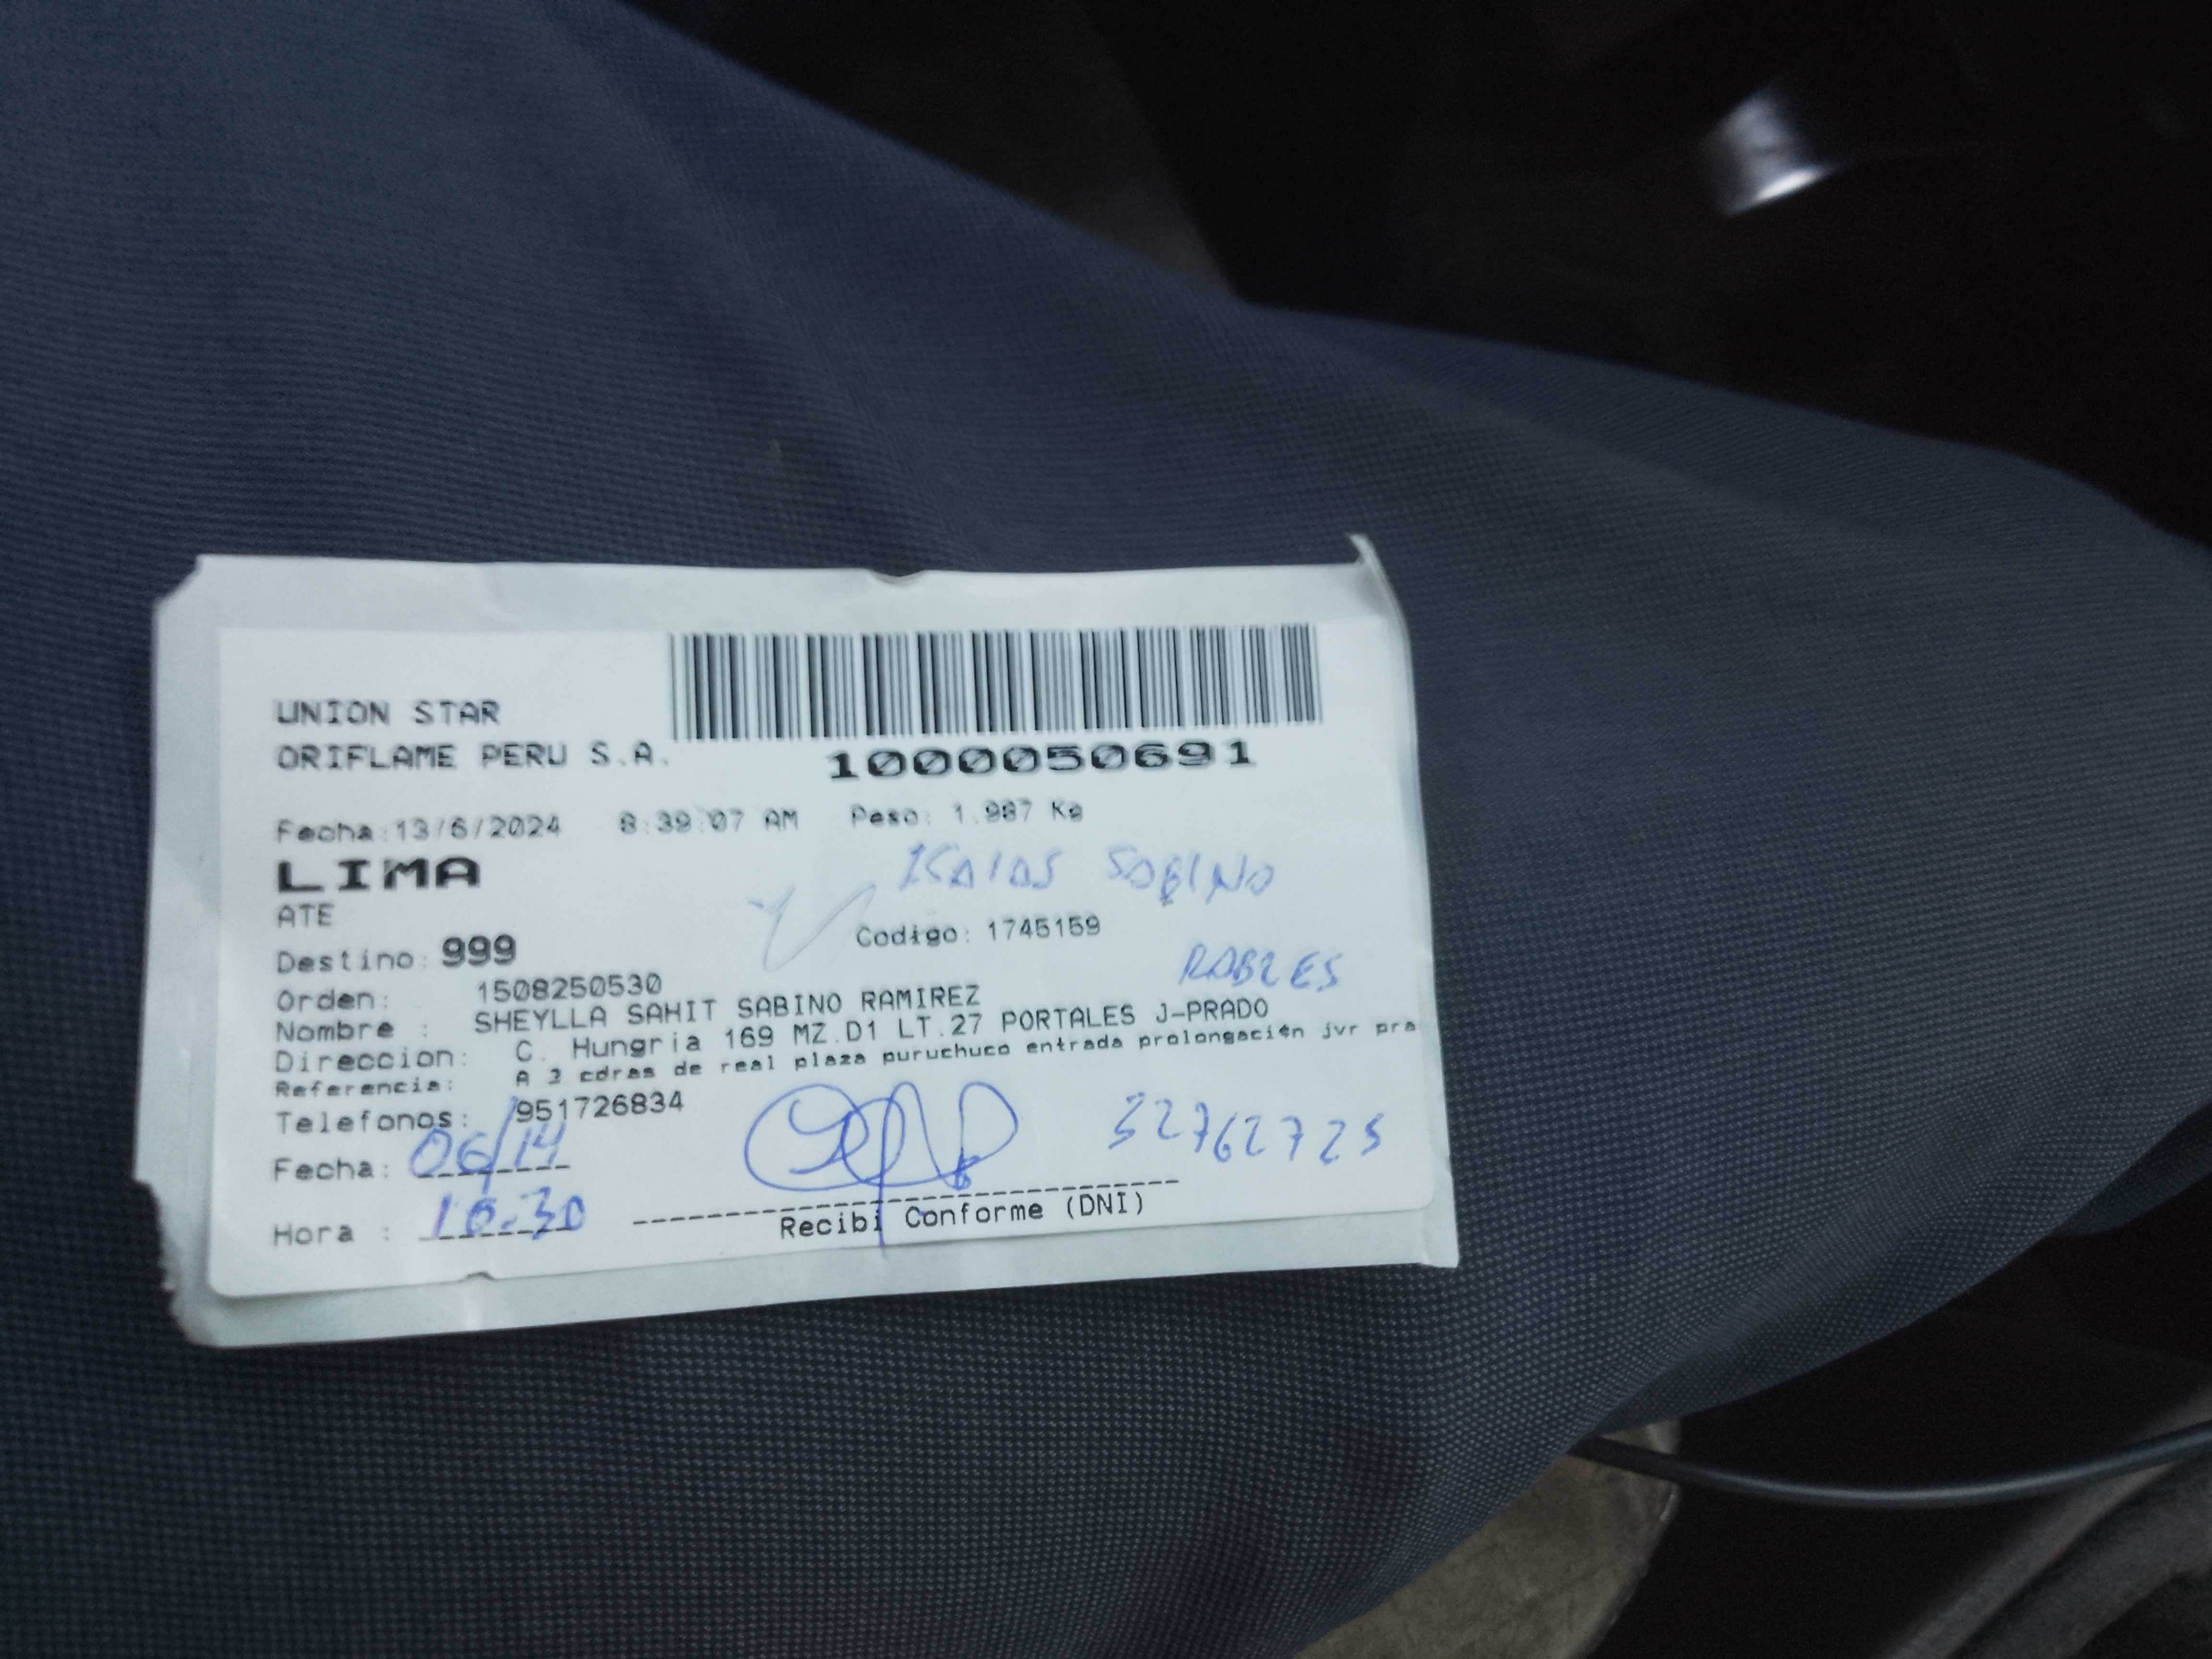 UNION STAR
ORIFLAME PERU S.A.
1000050691
Fecha:13/6/2024 8:39:07 AM Peso: 1.987 Kg
LIMA
ISAIAS SABINO
ATE
Codigo: 1745159
Destino: 999
ROBLES
Orden: 1508250530
Nombre : SHEYLLA SAHIT SABINO RAMIREZ
Direccion: C. Hungria 169 MZ.D1 LT.27 PORTALES J-PRADO
Referencia: A 3 cdras de real plaza puruchuco entrada prolongación jvr pra
Telefonos: 951726834
Fecha: 06/14
Hora : 10:30
Recibi Conforme (DNI)